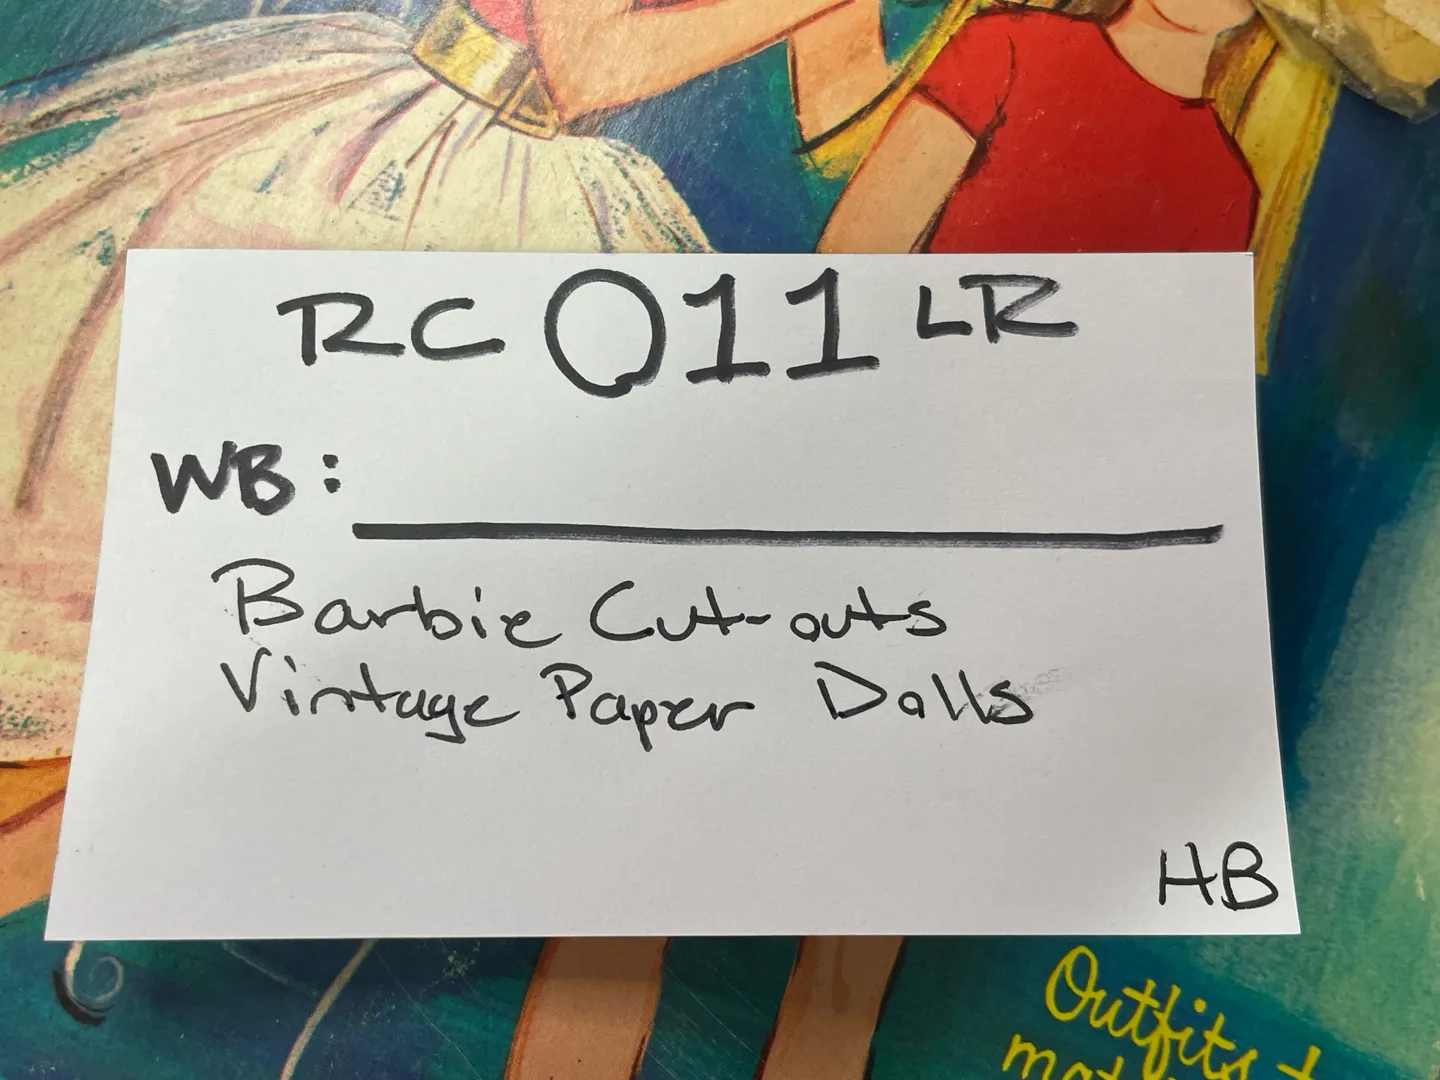 RC 011 LR
WB:
Barbie Cut-outs
Vintage Paper Dolls
HB
Outfits